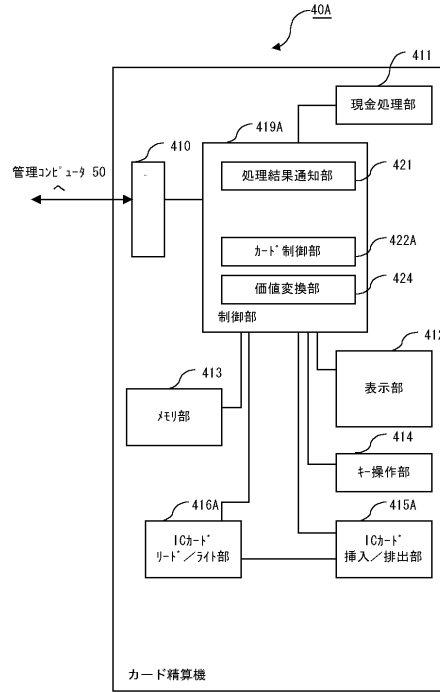 40A
411
現金処理部
419A
410
管理ｺﾝﾋﾟｭｰﾀ 50
へ
処理結果通知部
421
ｶｰﾄﾞ制御部
422A
価値変換部
424
制御部
412
413
表示部
ﾒﾓﾘ部
414
キー操作部
416A
415A
ICｶｰﾄﾞ
ﾘｰﾄﾞ／ﾗｲﾄ部
ICｶｰﾄﾞ
挿入／排出部
カード精算機